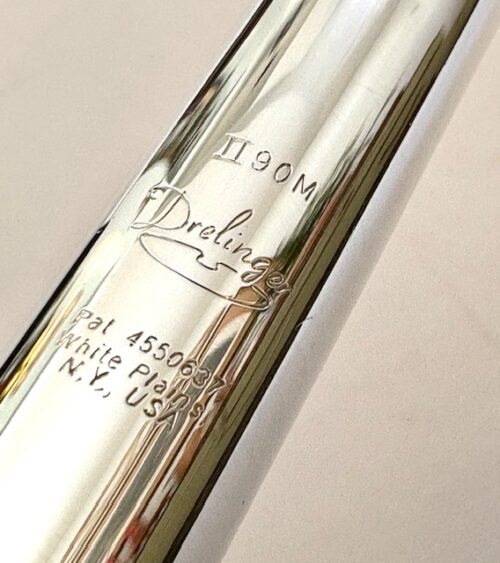 II 90M
Drelinger
Pat 4550637
White Plains
N.Y., USA